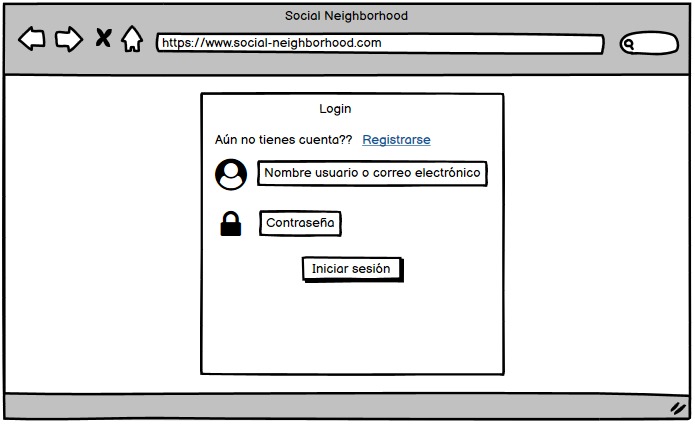 Social Neighborhood
https://www.social-neighborhood.com
Login
Aún no tienes cuenta?? Registrarse
Nombre usuario o correo electrónico
Contraseña
Iniciar sesión